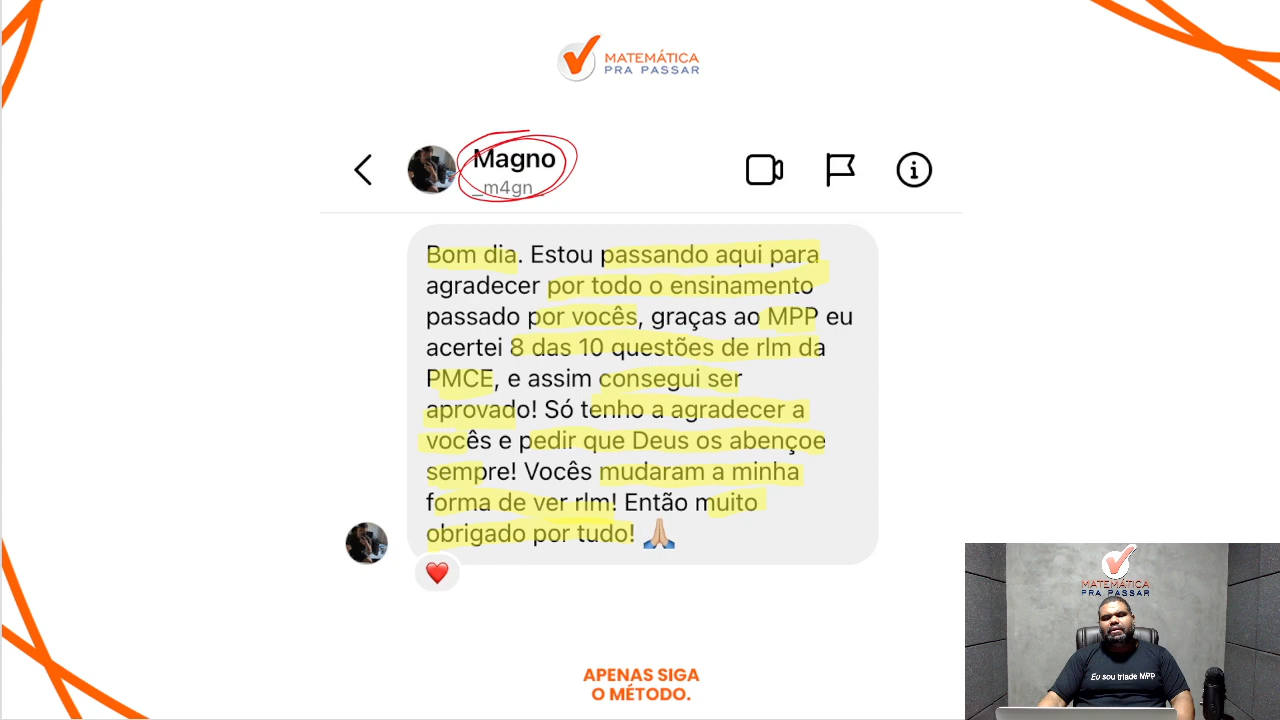 MATEMÁTICA
PRA PASSAR
Magno
_m4gn_
Bom dia. Estou passando aqui para
agradecer por todo o ensinamento
passado por vocês, graças ao MPP eu
acertei 8 das 10 questões de rlm da
PMCE, e assim consegui ser
aprovado! Só tenho a agradecer a
vocês e pedir que Deus os abençoe
sempre! Vocês mudaram a minha
forma de ver rlm! Então muito
obrigado por tudo! 🙏🏼
APENAS SIGA
O MÉTODO.
MATEMÁTICA
PRA PASSAR
Eu sou tríade MPP